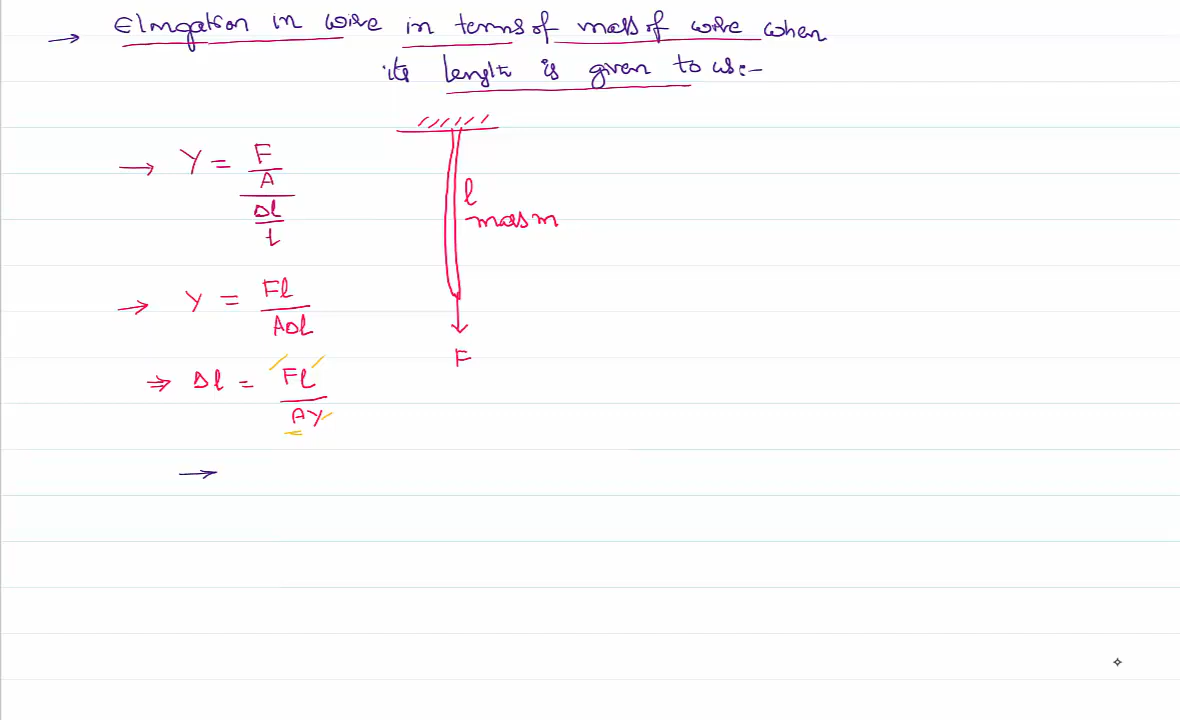 → Elongation in wire in terms of mass of wire when
its length is given to us:-
→ Y = F/A / Δl/l
l
mass m
→ Y = Fl / AΔl
F
⇒ Δl = Fl / AY
→